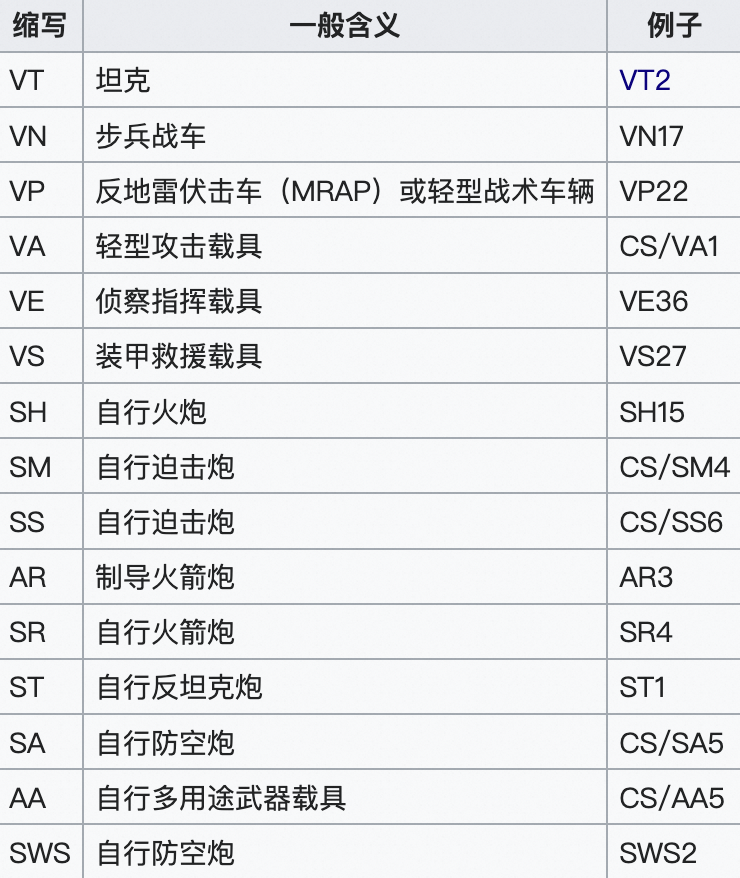 缩写 一般含义 例子
VT 坦克 VT2
VN 步兵战车 VN17
VP 反地雷伏击车（MRAP）或轻型战术车辆 VP22
VA 轻型攻击载具 CS/VA1
VE 侦察指挥载具 VE36
VS 装甲救援载具 VS27
SH 自行火炮 SH15
SM 自行迫击炮 CS/SM4
SS 自行迫击炮 CS/SS6
AR 制导火箭炮 AR3
SR 自行火箭炮 SR4
ST 自行反坦克炮 ST1
SA 自行防空炮 CS/SA5
AA 自行多用途武器载具 CS/AA5
SWS 自行防空炮 SWS2